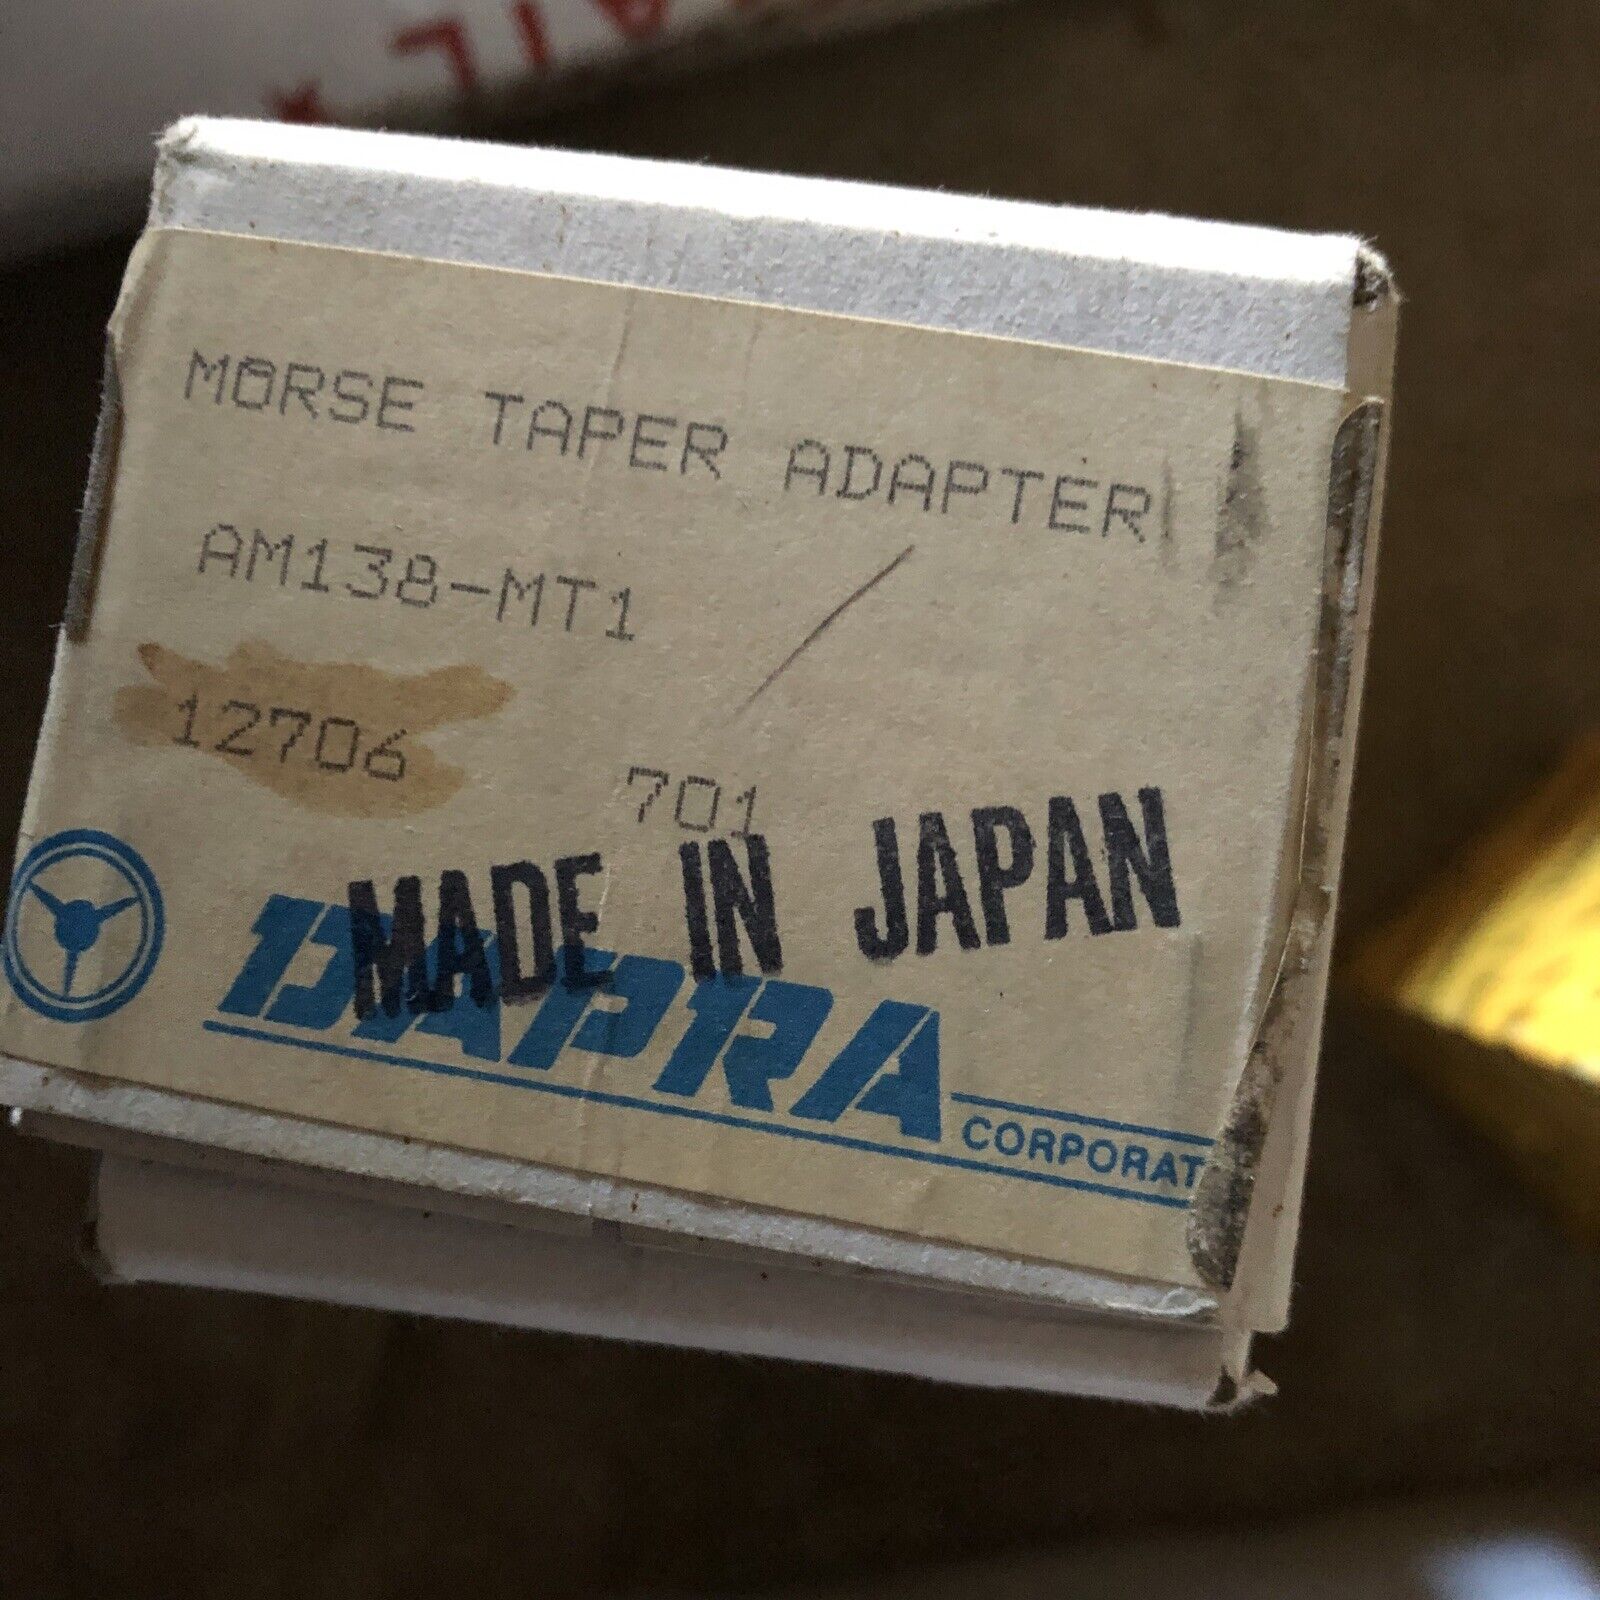 MORSE TAPER ADAPTER
AM138-MT1
12706 701
MADE IN JAPAN
DAPRA
CORPORAT